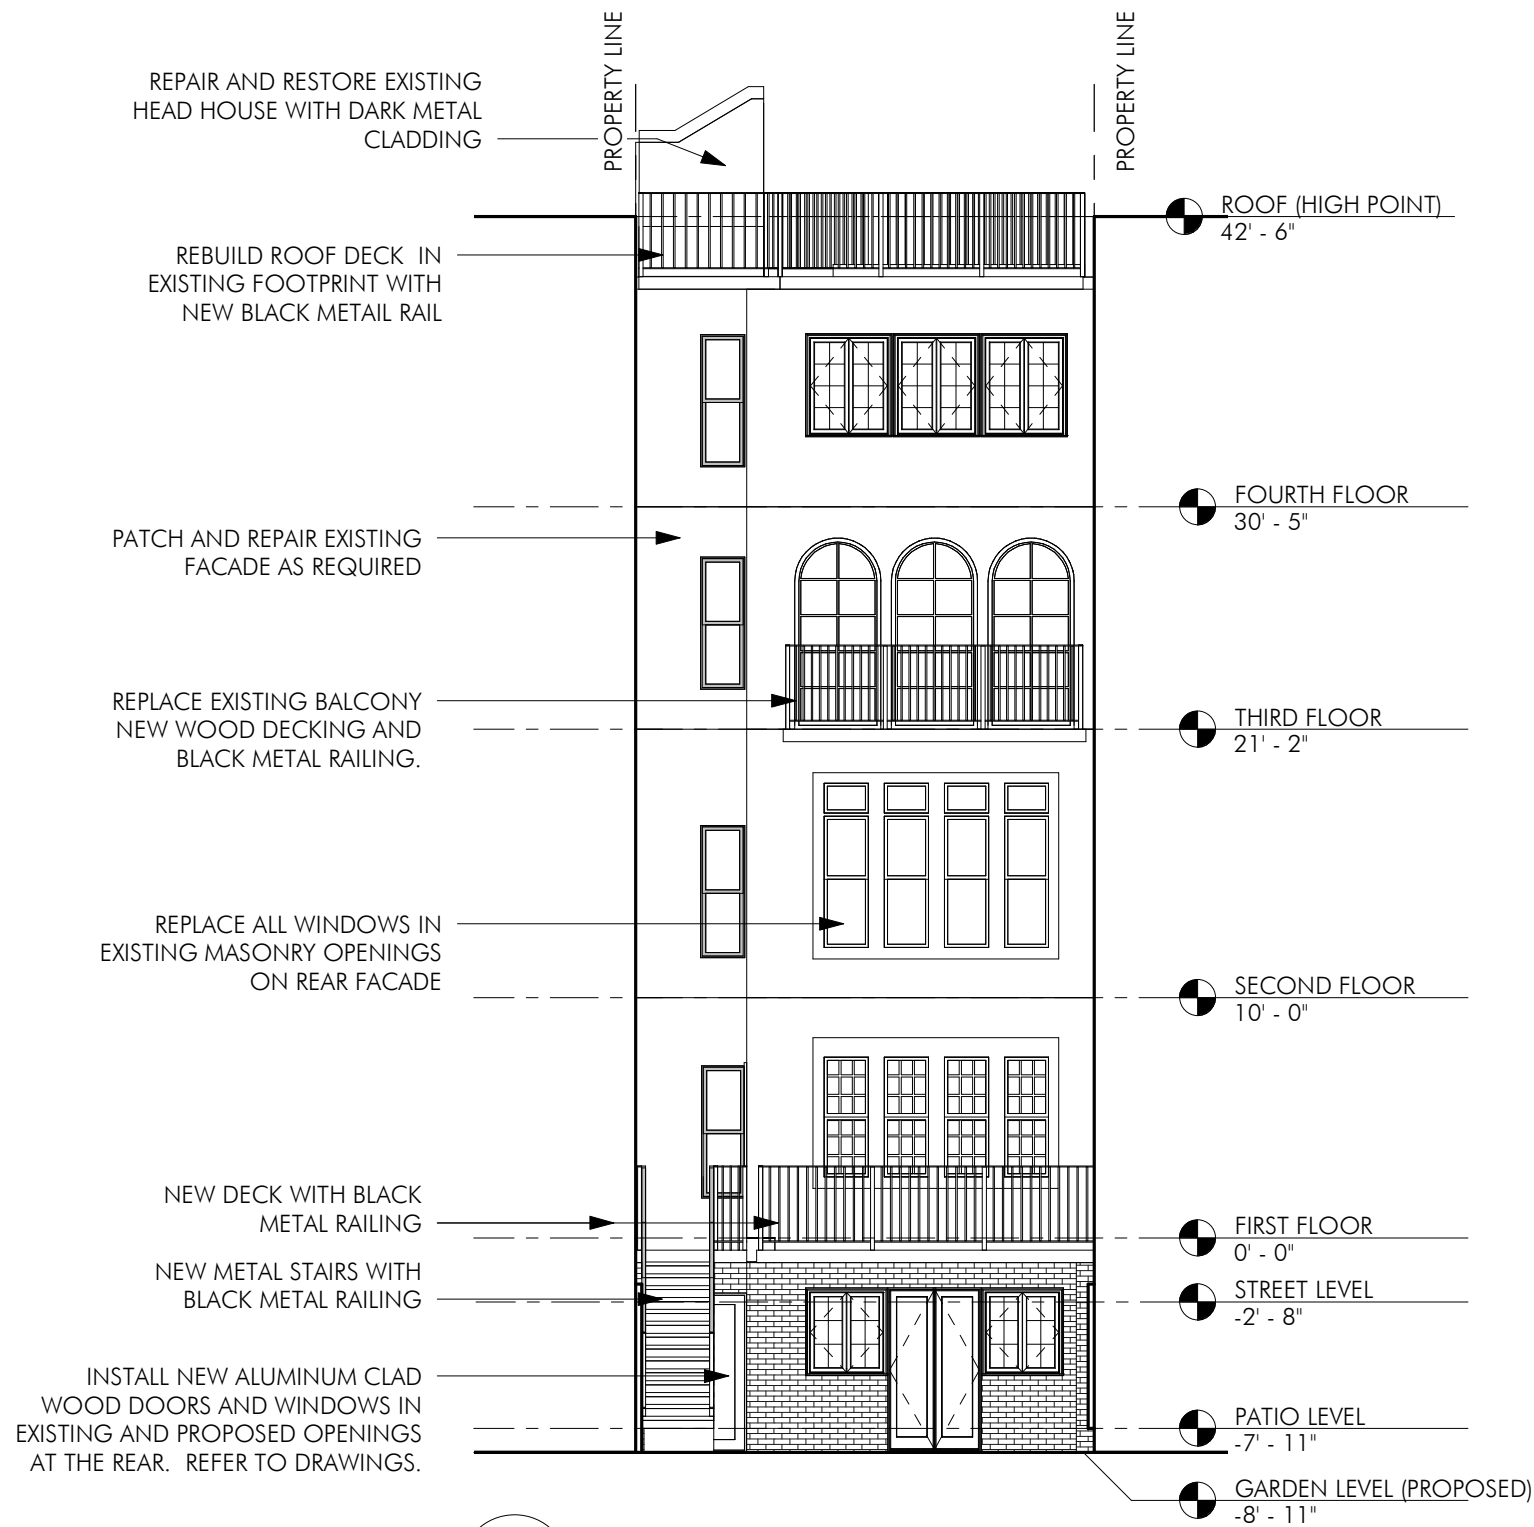 PROPERTY LINE
PROPERTY LINE
REPAIR AND RESTORE EXISTING
HEAD HOUSE WITH DARK METAL
CLADDING
ROOF (HIGH POINT)
42' - 6"
REBUILD ROOF DECK IN
EXISTING FOOTPRINT WITH
NEW BLACK METAIL RAIL
FOURTH FLOOR
30' - 5"
PATCH AND REPAIR EXISTING
FACADE AS REQUIRED
REPLACE EXISTING BALCONY
NEW WOOD DECKING AND
BLACK METAL RAILING.
THIRD FLOOR
21' - 2"
REPLACE ALL WINDOWS IN
EXISTING MASONRY OPENINGS
ON REAR FACADE
SECOND FLOOR
10' - 0"
NEW DECK WITH BLACK
METAL RAILING
FIRST FLOOR
0' - 0"
NEW METAL STAIRS WITH
BLACK METAL RAILING
STREET LEVEL
-2' - 8"
INSTALL NEW ALUMINUM CLAD
WOOD DOORS AND WINDOWS IN
EXISTING AND PROPOSED OPENINGS
AT THE REAR. REFER TO DRAWINGS.
PATIO LEVEL
-7' - 11"
GARDEN LEVEL (PROPOSED)
-8' - 11"